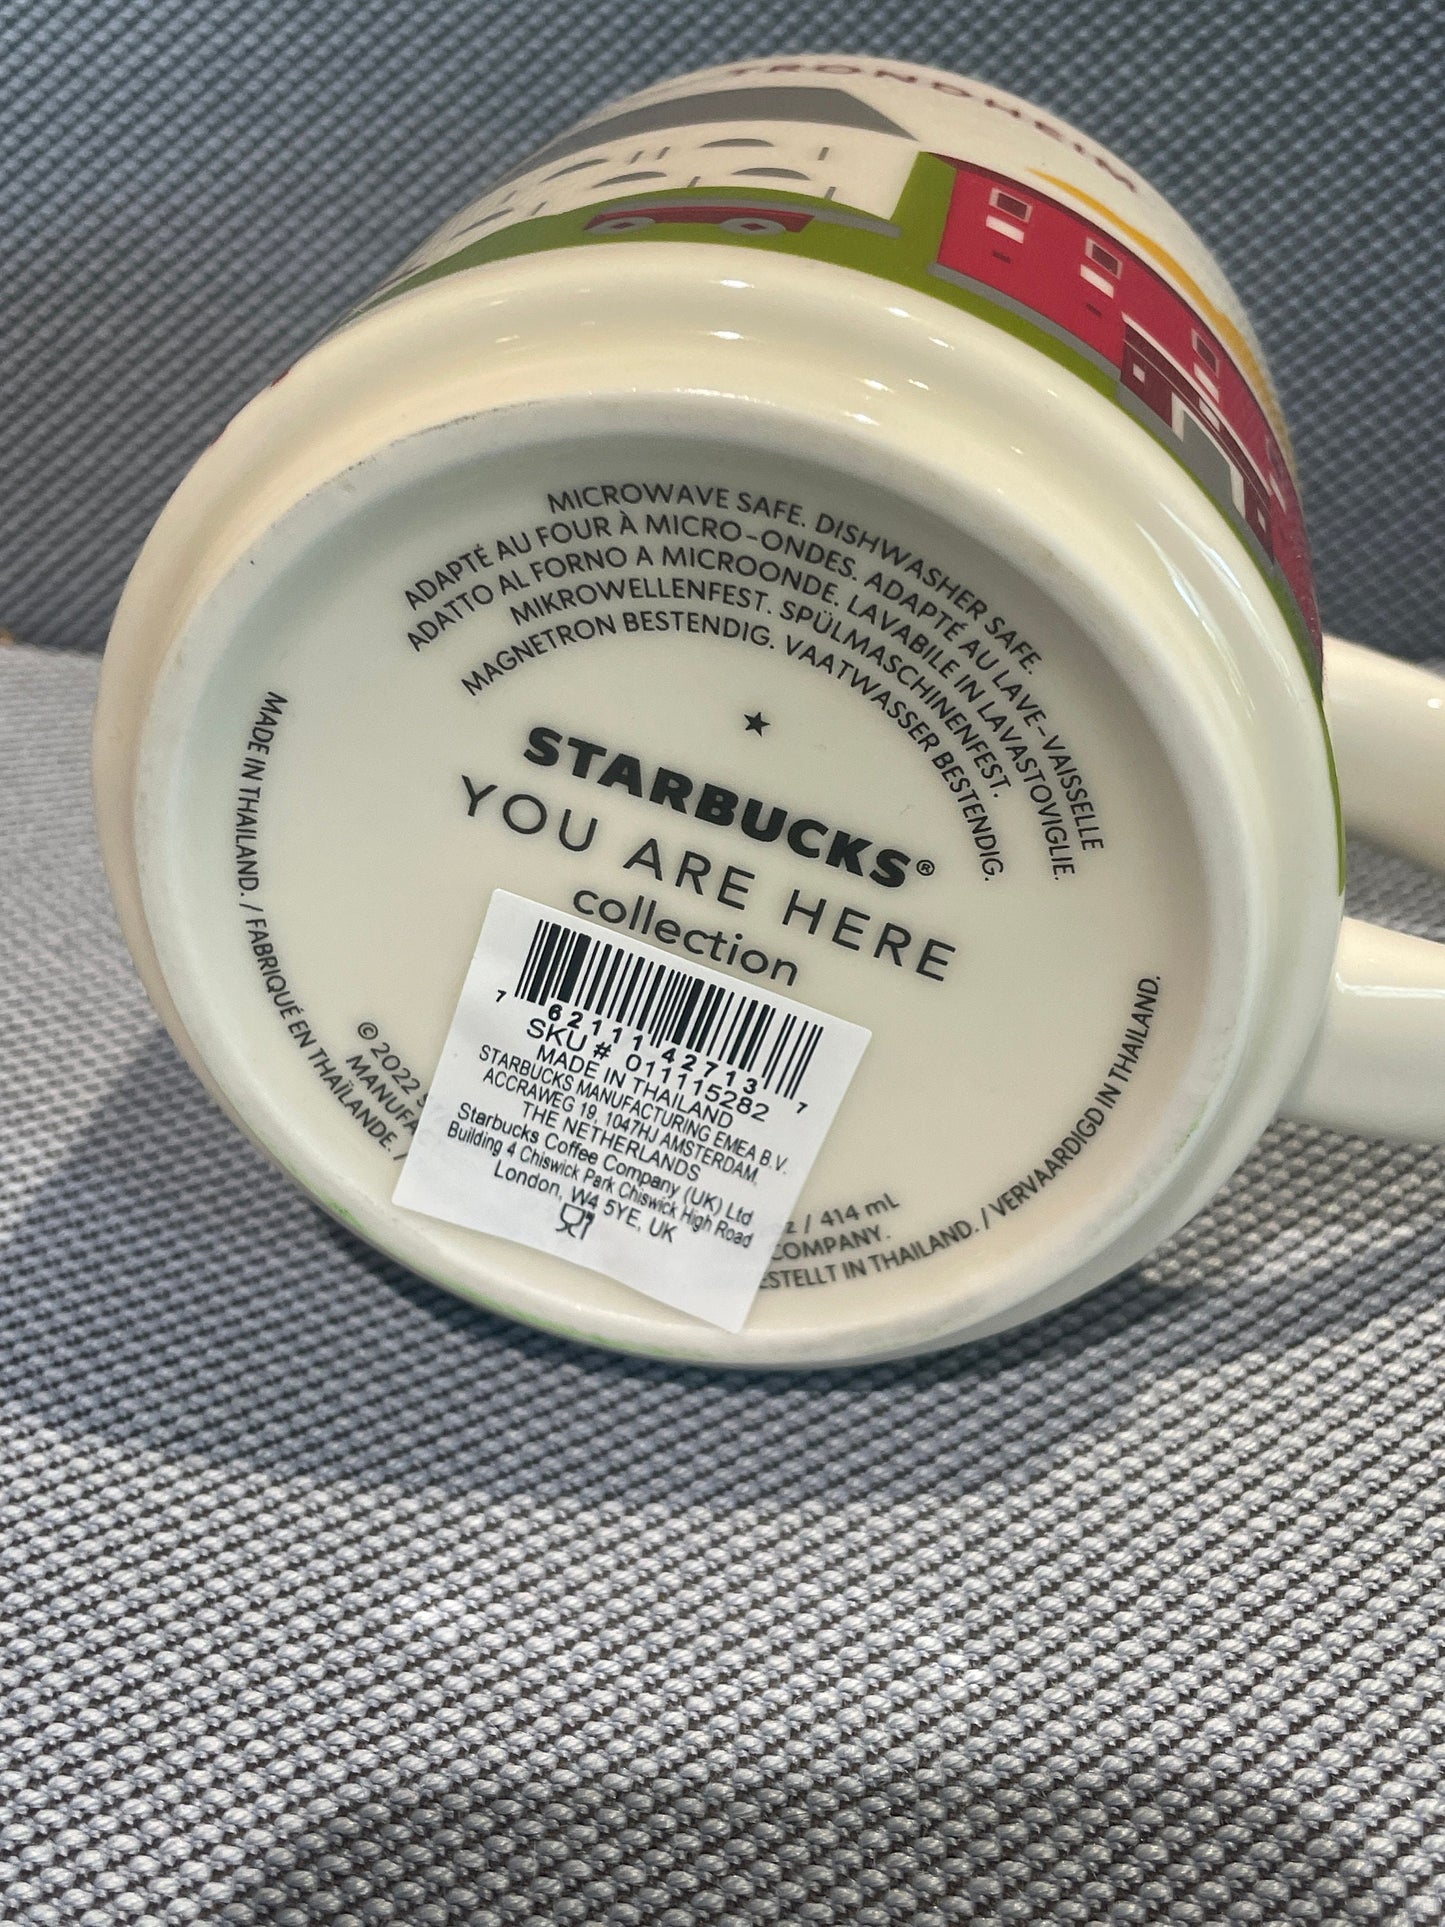 TRONDHEIM
MICROWAVE SAFE. DISHWASHER SAFE.
ADAPTÉ AU FOUR À MICRO-ONDES. ADAPTÉ AU LAVE-VAISSELLE
ADATTO AL FORNO A MICROONDE. LAVABILE IN LAVASTOVIGLIE.
MIKROWELLENFEST. SPÜLMASCHINENFEST.
MAGNETRON BESTENDIG. VAATWASSER BESTENDIG.
STARBUCKS®
YOU ARE HERE
collection
7 62111 42713 7
SKU # 011115282
MADE IN THAILAND
STARBUCKS MANUFACTURING EMEA B.V.
ACCRAWEG 19, 1047HJ AMSTERDAM,
THE NETHERLANDS
Starbucks Coffee Company (UK) Ltd
Building 4 Chiswick Park Chiswick High Road
London, W4 5YE, UK
/ 414 mL
© 2022
COMPANY.
MADE IN THAILAND. / FABRIQUÉ EN THAÏLANDE. /
IN THAILAND. / VERVAARDIGD IN THAILAND.